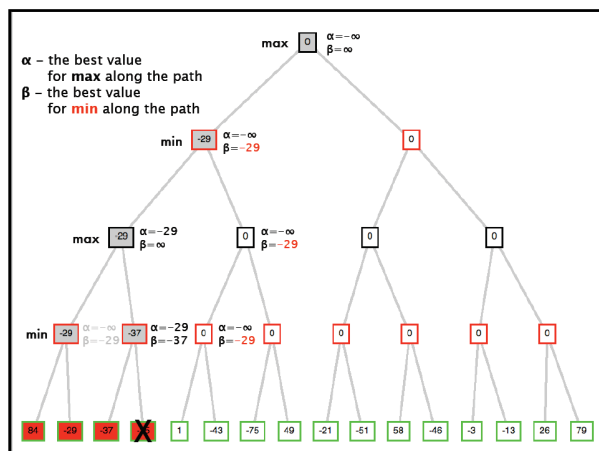 max 0 α=-∞
β=∞
α – the best value
for max along the path
β – the best value
for min along the path
min -29 α=-∞
β=-29
0
max -29 α=-29
β=∞
0 α=-∞
β=-29
0
0
min -29 α=-∞
β=-29
-37 α=-29
β=-37
0 α=-∞
β=-29
0
0
0
0
0
84 -29 -37 X 1 -43 -75 49 -21 -51 58 -46 -3 -13 26 79